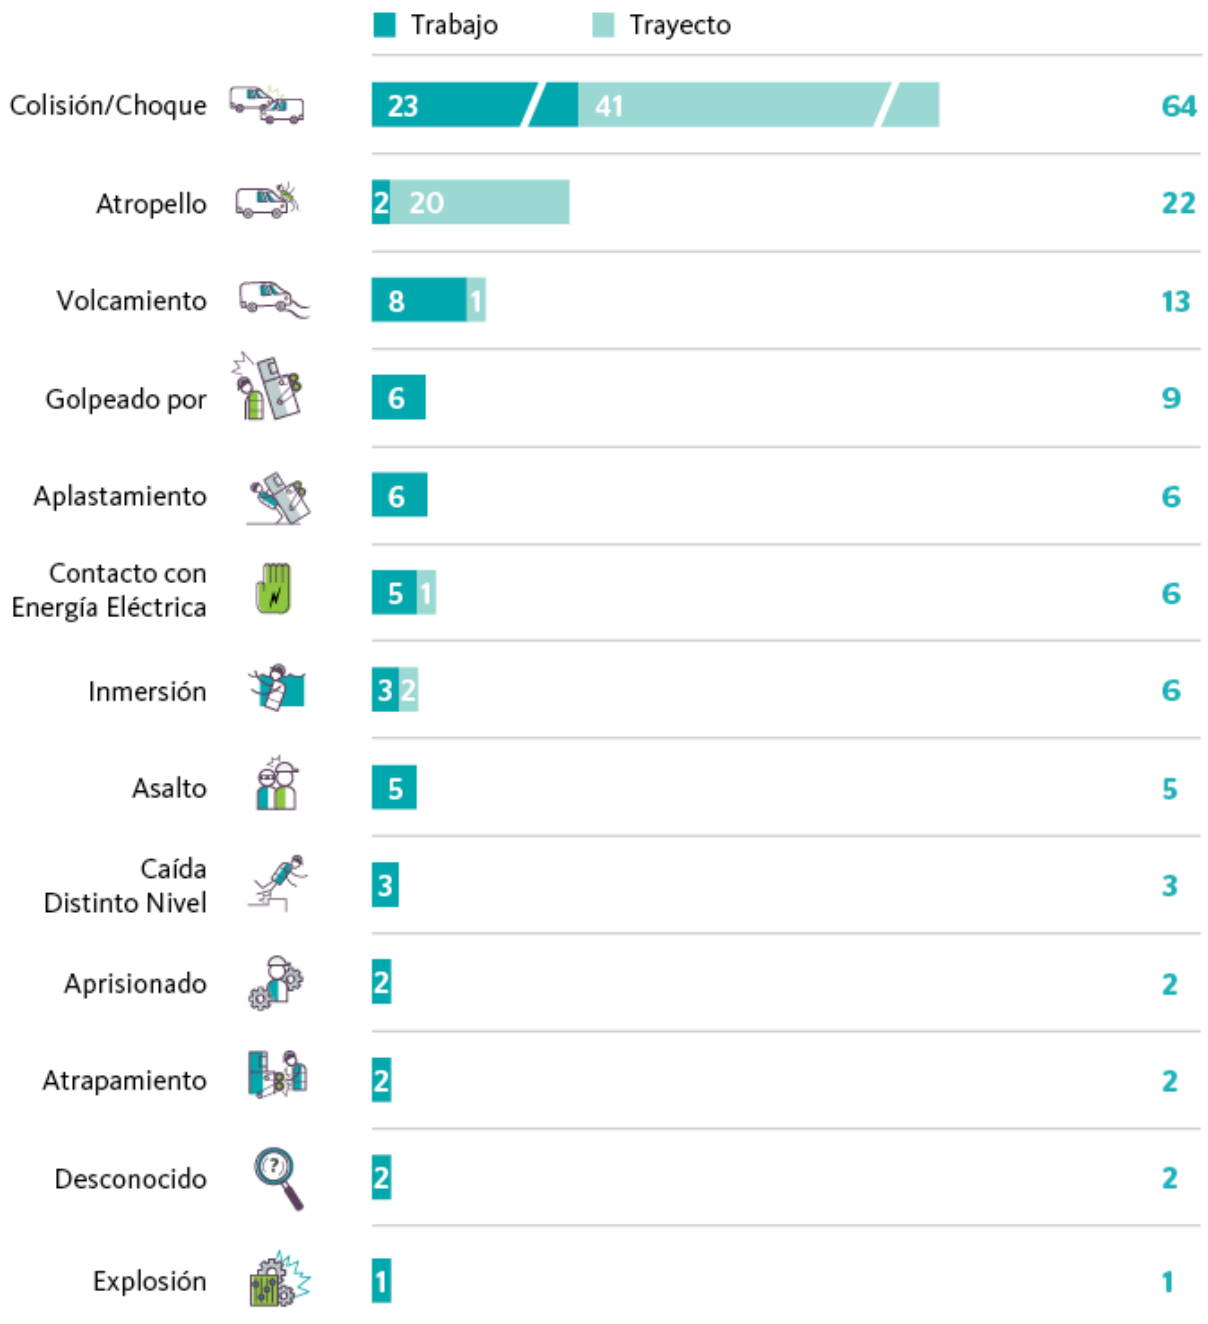 Trabajo Trayecto
Colisión/Choque 23 41 64
Atropello 2 20 22
Volcamiento 8 1 13
Golpeado por 6 9
Aplastamiento 6 6
Contacto con
Energía Eléctrica 5 1 6
Inmersión 3 2 6
Asalto 5 5
Caída
Distinto Nivel 3 3
Aprisionado 2 2
Atrapamiento 2 2
Desconocido ? 2 2
Explosión 1 1